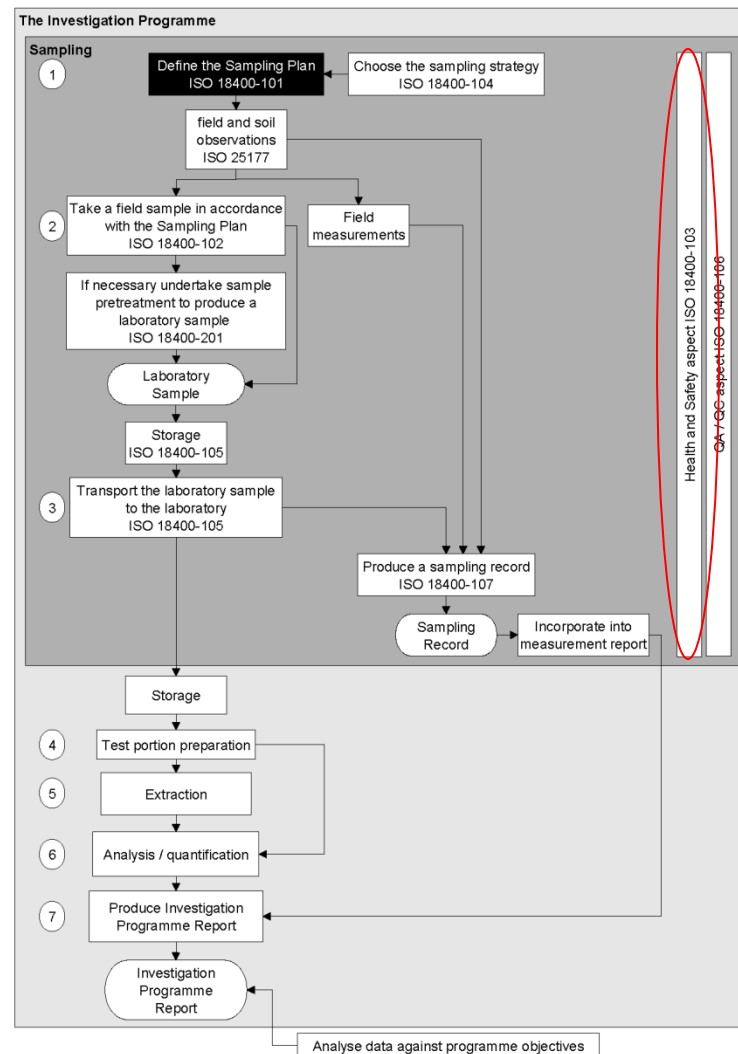 The Investigation Programme
Sampling
1
Define the Sampling Plan
ISO 18400-101
Choose the sampling strategy
ISO 18400-104
field and soil
observations
ISO 25177
2
Take a field sample in accordance
with the Sampling Plan
ISO 18400-102
Field
measurements
If necessary undertake sample
pretreatment to produce a
laboratory sample
ISO 18400-201
Laboratory
Sample
Storage
ISO 18400-105
3
Transport the laboratory sample
to the laboratory
ISO 18400-105
Produce a sampling record
ISO 18400-107
Sampling
Record
Incorporate into
measurement report
Health and Safety aspect ISO 18400-103
QA / QC aspect ISO 18400-106
Storage
4
Test portion preparation
5
Extraction
6
Analysis / quantification
7
Produce Investigation
Programme Report
Investigation
Programme
Report
Analyse data against programme objectives